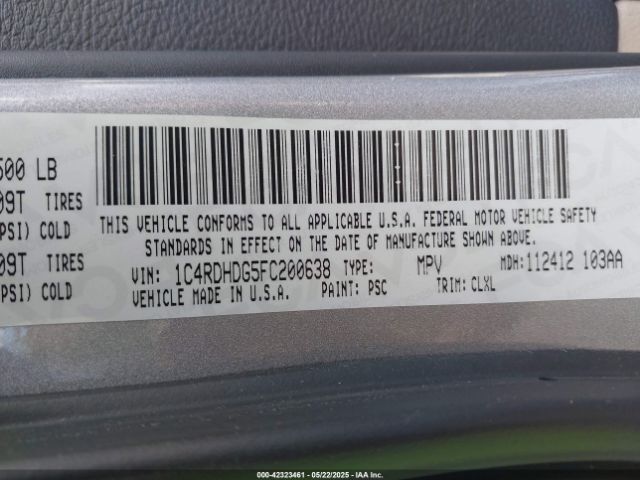 500 LB
09T TIRES
PSI) COLD
09T TIRES
PSI) COLD
THIS VEHICLE CONFORMS TO ALL APPLICABLE U.S.A. FEDERAL MOTOR VEHICLE SAFETY
STANDARDS IN EFFECT ON THE DATE OF MANUFACTURE SHOWN ABOVE.
VIN: 1C4RDHDG5FC200638 TYPE: MPV MDH:112412 103AA
VEHICLE MADE IN U.S.A. PAINT: PSC TRIM: CLXL
000-42323461 - 05/22/2025 - IAA Inc.